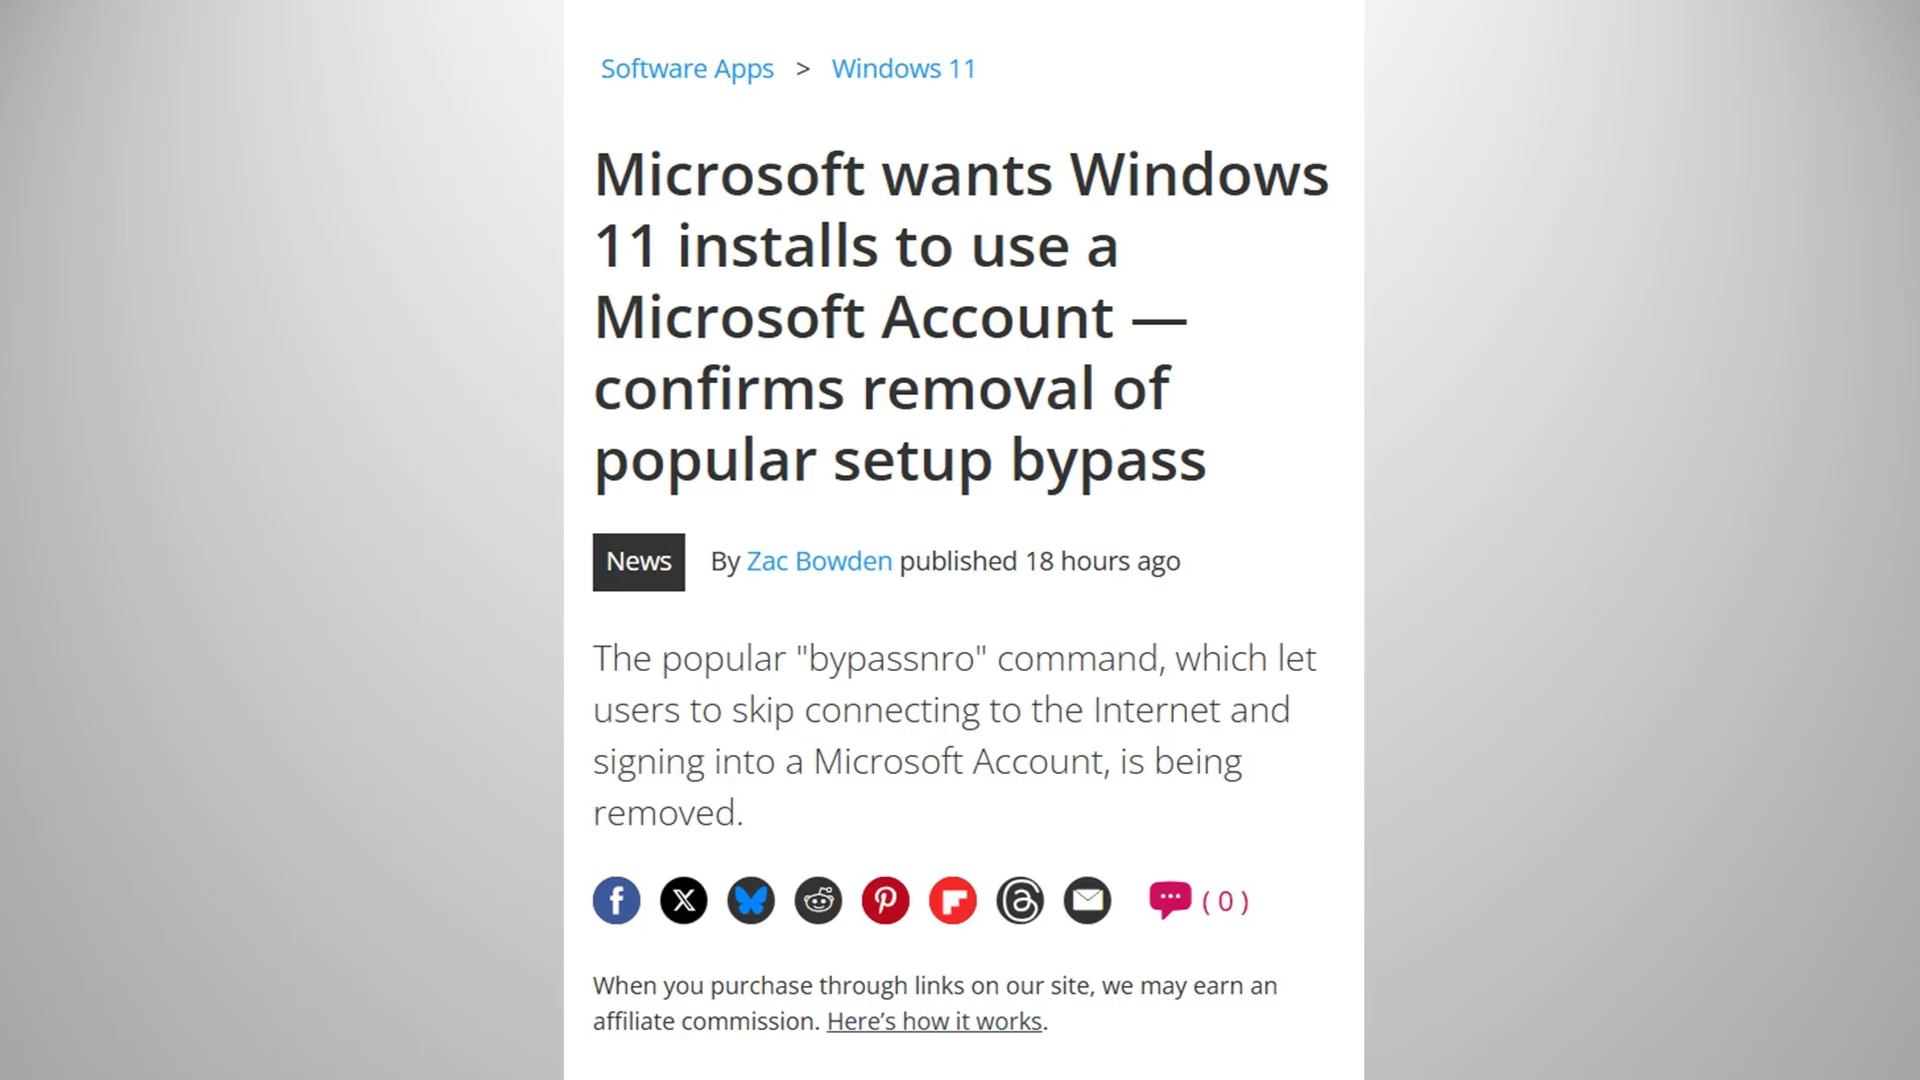 Software Apps > Windows 11
Microsoft wants Windows
11 installs to use a
Microsoft Account —
confirms removal of
popular setup bypass
News By Zac Bowden published 18 hours ago
The popular "bypassnro" command, which let
users to skip connecting to the Internet and
signing into a Microsoft Account, is being
removed.
( 0 )
When you purchase through links on our site, we may earn an
affiliate commission. Here’s how it works.